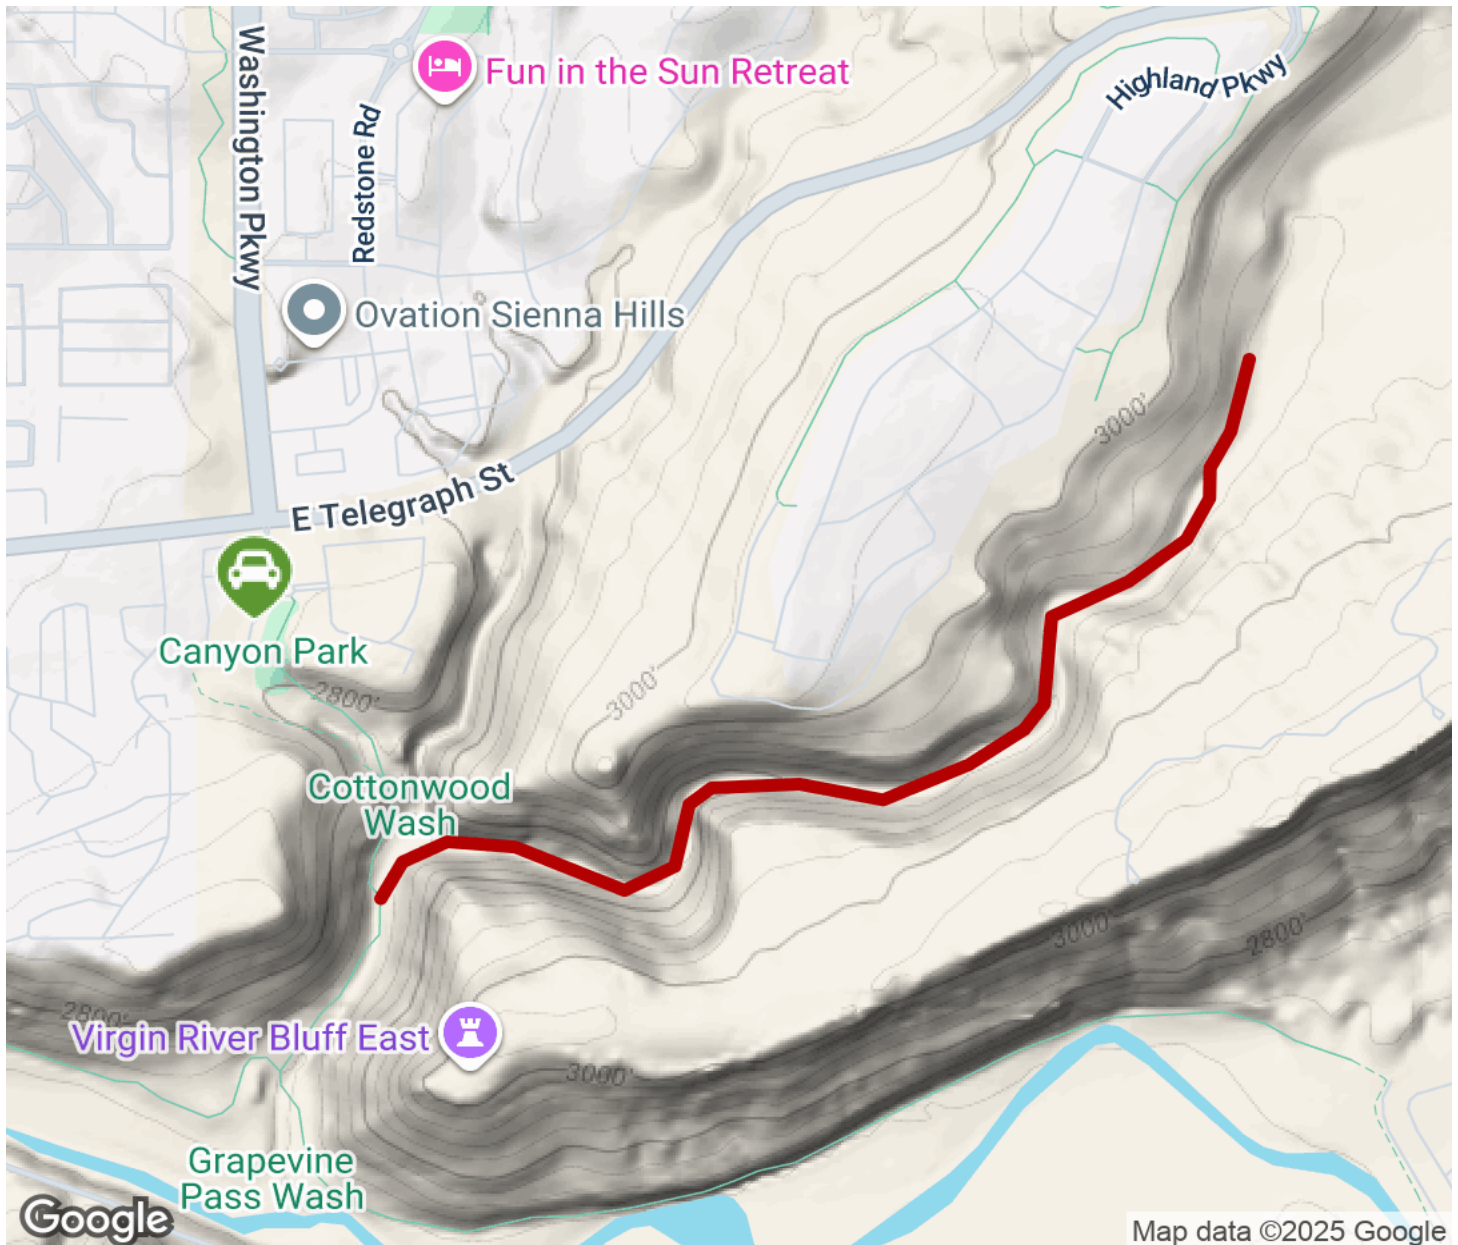 Washington Pkwy
Redstone Rd
Fun in the Sun Retreat
Highland Pkwy
Ovation Sienna Hills
3000'
E Telegraph St
Canyon Park
2800'
3000'
Cottonwood
Wash
3000'
2800'
2800'
Virgin River Bluff East
3000'
Grapevine
Pass Wash
Google
Map data ©2025 Google